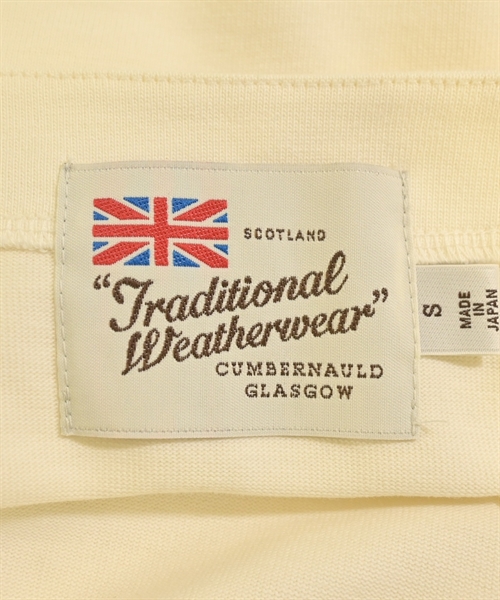 SCOTLAND
"Traditional
Weatherwear"
CUMBERNAULD
GLASGOW
S
MADE
IN
JAPAN